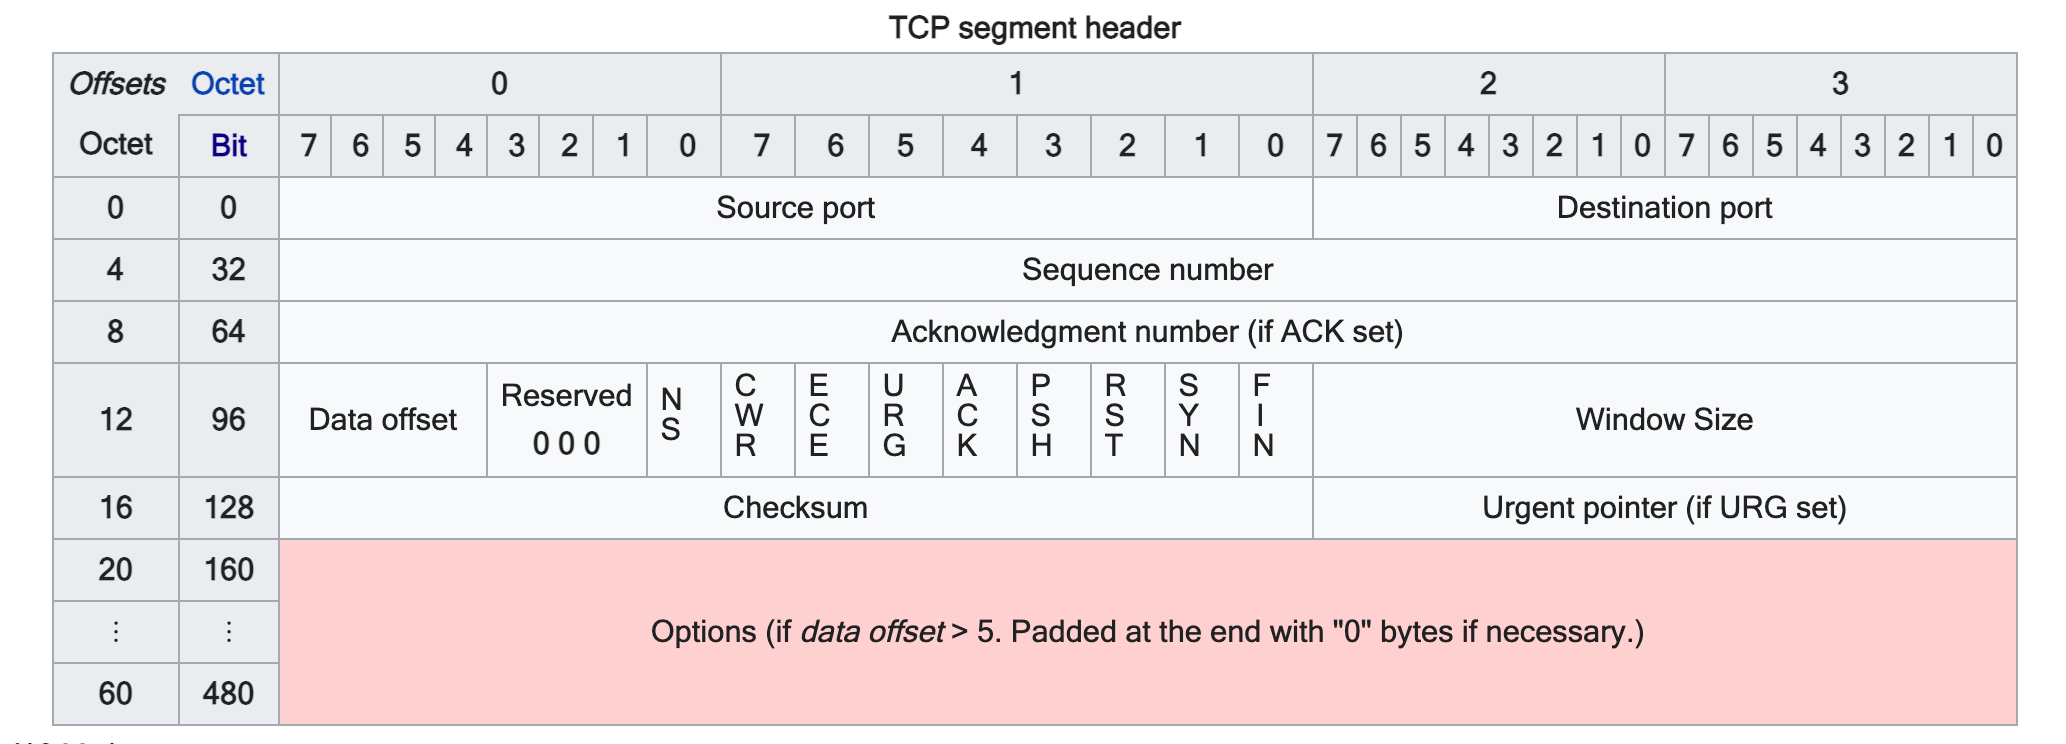 TCP segment header
Offsets Octet 0 1 2 3
Octet Bit 7 6 5 4 3 2 1 0 7 6 5 4 3 2 1 0 7 6 5 4 3 2 1 0 7 6 5 4 3 2 1 0
0 0 Source port Destination port
4 32 Sequence number
8 64 Acknowledgment number (if ACK set)
12 96 Data offset Reserved 0 0 0 NS CWR ECE URG ACK PSH RST SYN FIN Window Size
16 128 Checksum Urgent pointer (if URG set)
20 160
⋮ ⋮ Options (if data offset > 5. Padded at the end with "0" bytes if necessary.)
60 480